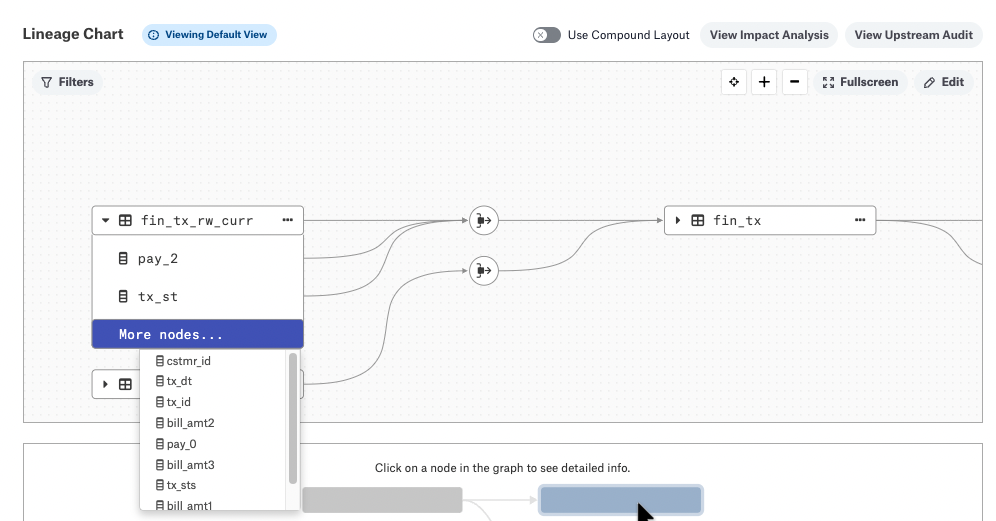 Lineage Chart
Viewing Default View
Use Compound Layout
View Impact Analysis
View Upstream Audit
Filters
Fullscreen
Edit
fin_tx_rw_curr
fin_tx
pay_2
tx_st
More nodes...
cstmr_id
tx_dt
tx_id
bill_amt2
pay_0
bill_amt3
tx_sts
bill_amt1
Click on a node in the graph to see detailed info.